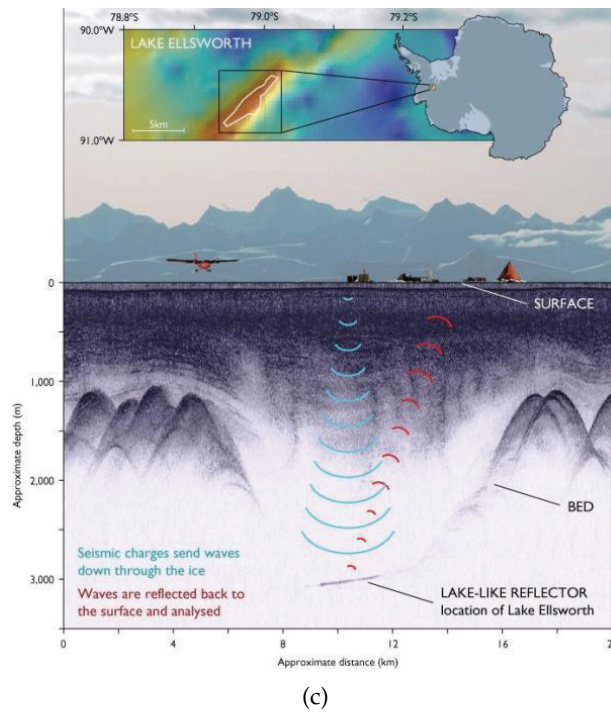 78.8°S 79.0°S 79.2°S
90.0°W
LAKE ELLSWORTH
5km
91.0°W
0
SURFACE
1,000
Approximate depth (m)
2,000
BED
Seismic charges send waves
down through the ice
Waves are reflected back to
the surface and analysed
3,000
LAKE-LIKE REFLECTOR
location of Lake Ellsworth
0 4 8 12 16
Approximate distance (km)
(c)